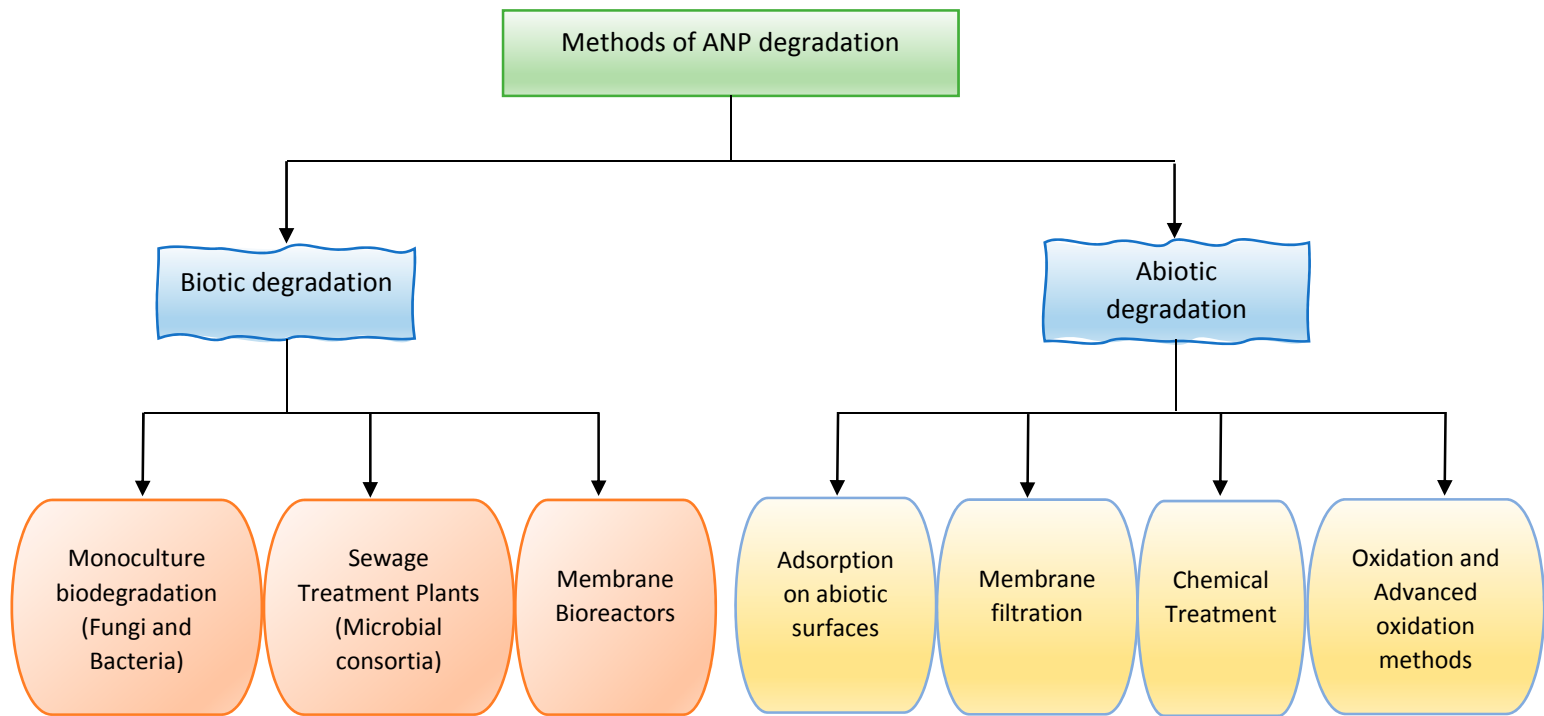 Methods of ANP degradation
Biotic degradation
Abiotic
degradation
Monoculture
biodegradation
(Fungi and
Bacteria)
Sewage
Treatment Plants
(Microbial
consortia)
Membrane
Bioreactors
Adsorption
on abiotic
surfaces
Membrane
filtration
Chemical
Treatment
Oxidation and
Advanced
oxidation
methods